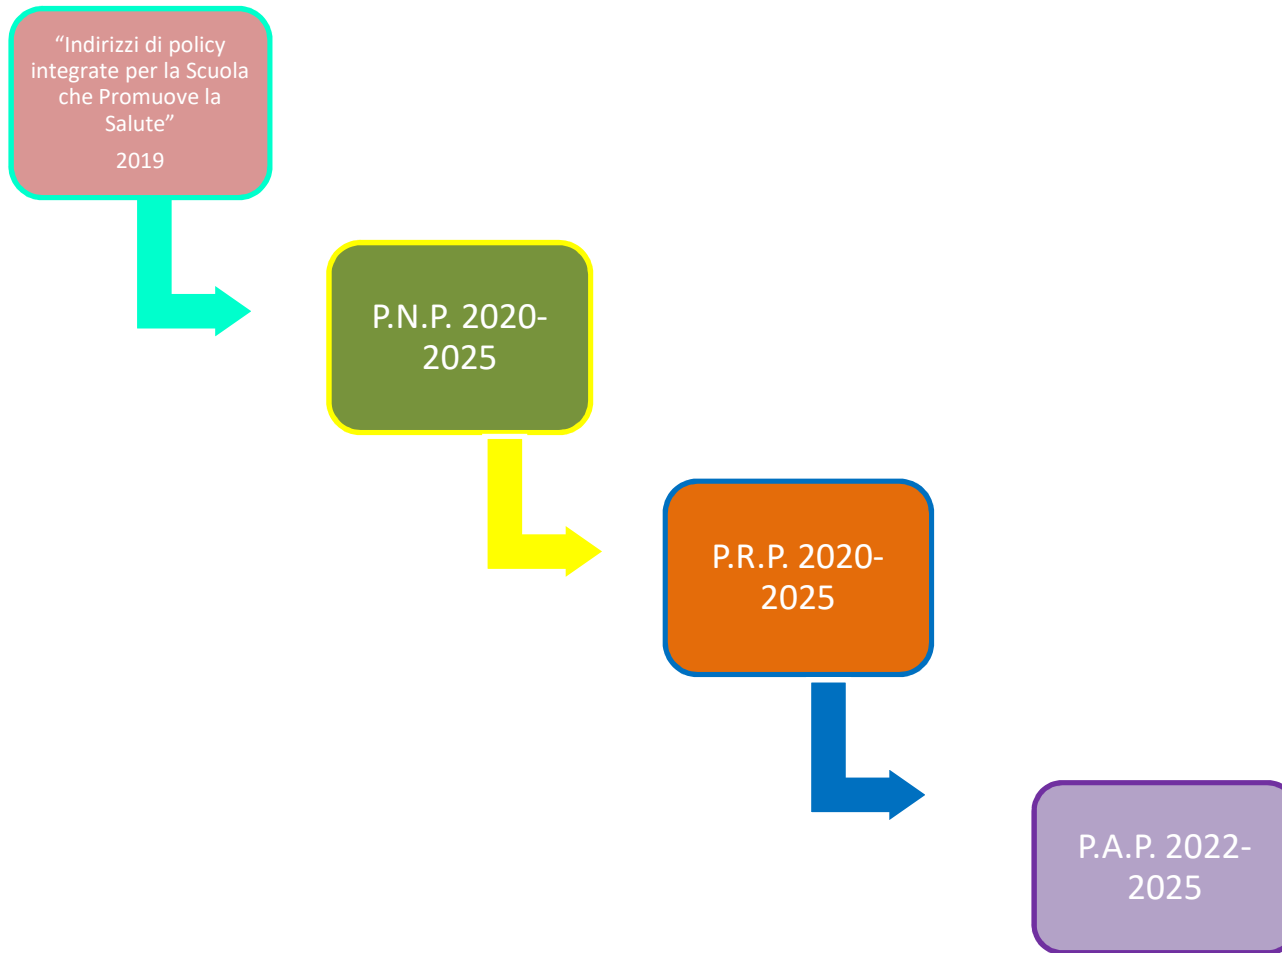 “Indirizzi di policy
integrate per la Scuola
che Promuove la
Salute”
2019
P.N.P. 2020-
2025
P.R.P. 2020-
2025
P.A.P. 2022-
2025